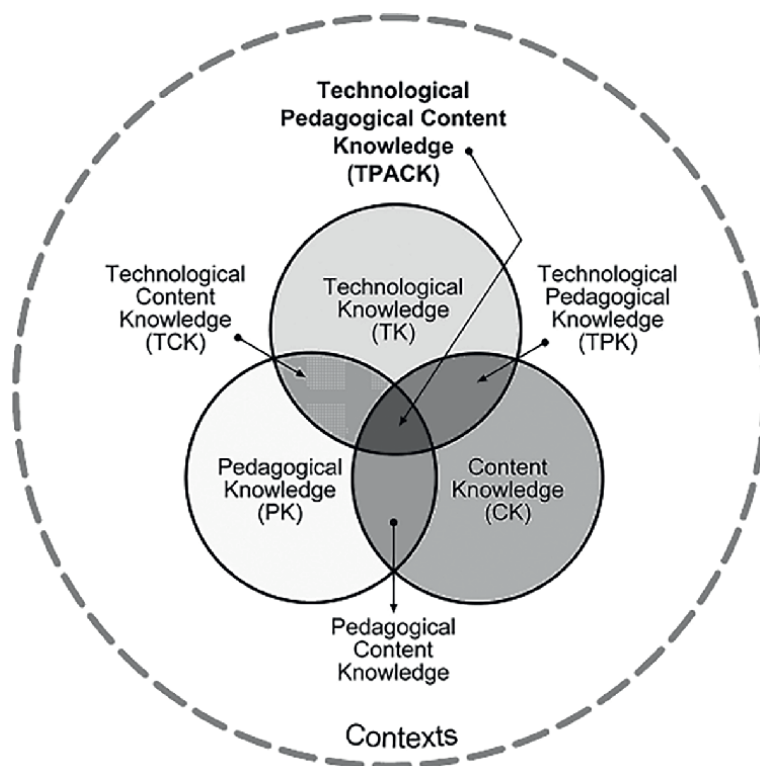 Technological
Pedagogical Content
Knowledge
(TPACK)
Technological
Content
Knowledge
(TCK)
Technological
Knowledge
(TK)
Technological
Pedagogical
Knowledge
(TPK)
Pedagogical
Knowledge
(PK)
Content
Knowledge
(CK)
Pedagogical
Content
Knowledge
Contexts